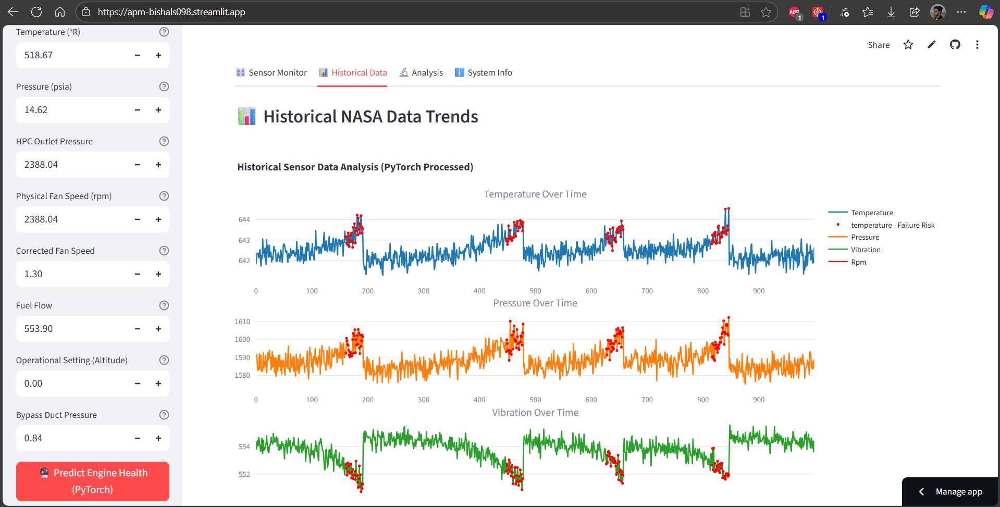 https://apm-bishals098.streamlit.app
ABP
1
1
Temperature (°R)
518.67
Pressure (psia)
14.62
HPC Outlet Pressure
2388.04
Physical Fan Speed (rpm)
2388.04
Corrected Fan Speed
1.30
Fuel Flow
553.90
Operational Setting (Altitude)
0.00
Bypass Duct Pressure
0.84
Predict Engine Health
(PyTorch)
Share
Sensor Monitor
Historical Data
Analysis
System Info
Historical NASA Data Trends
Historical Sensor Data Analysis (PyTorch Processed)
Temperature Over Time
644
643
642
0 100 200 300 400 500 600 700 800 900
Temperature
temperature - Failure Risk
Pressure
Vibration
Rpm
Pressure Over Time
1610
1600
1590
1580
0 100 200 300 400 500 600 700 800 900
Vibration Over Time
554
552
Manage app